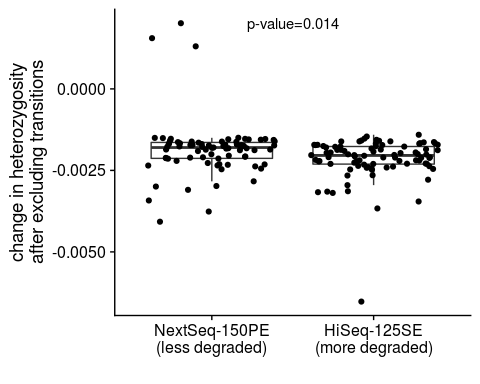 p-value=0.014
change in heterozygosity
after excluding transitions
0.0000
-0.0025
-0.0050
NextSeq-150PE
(less degraded)
HiSeq-125SE
(more degraded)